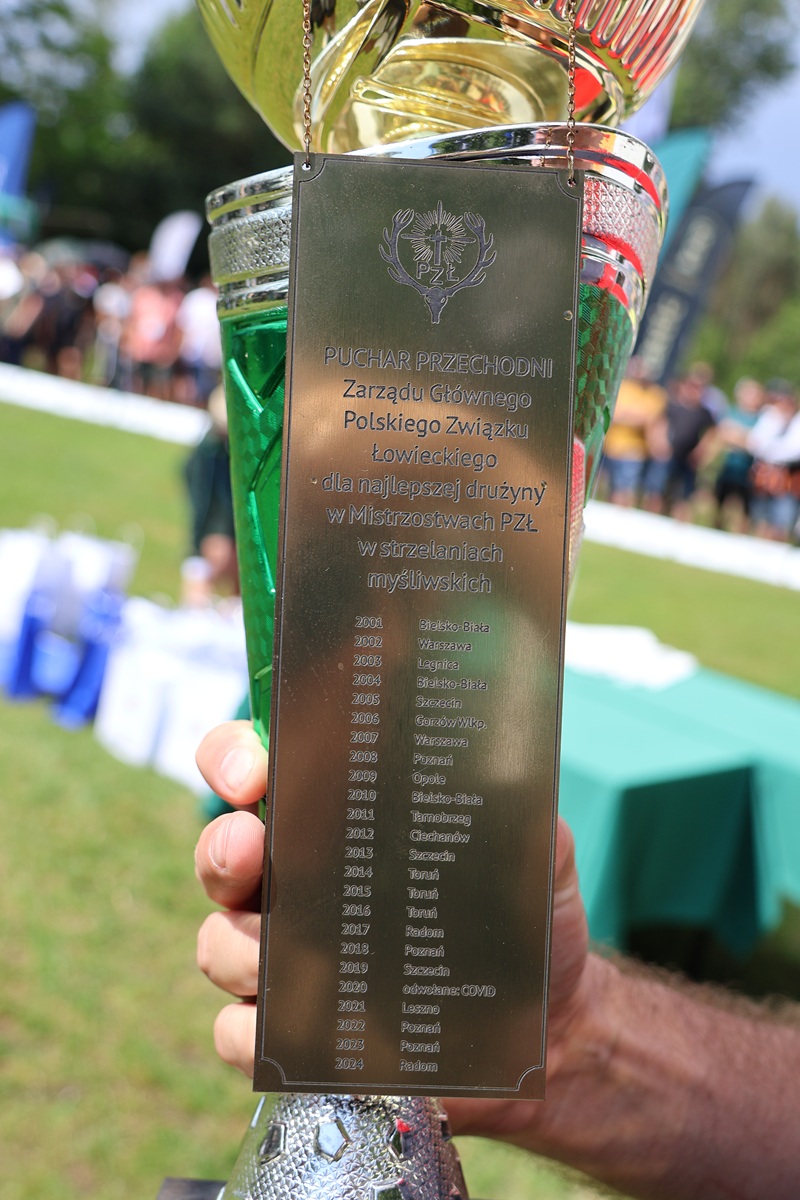 PZŁ
PUCHAR PRZECHODNI
Zarządu Głównego
Polskiego Związku
Łowieckiego
dla najlepszej drużyny
w Mistrzostwach PZŁ
w strzelaniach
myśliwskich
2001 Bielsko-Biała
2002 Warszawa
2003 Legnica
2004 Bielsko-Biała
2005 Szczecin
2006 Gorzów Wlkp.
2007 Warszawa
2008 Poznań
2009 Opole
2010 Bielsko-Biała
2011 Tarnobrzeg
2012 Ciechanów
2013 Szczecin
2014 Toruń
2015 Toruń
2016 Toruń
2017 Radom
2018 Poznań
2019 Szczecin
2020 odwołane: COVID
2021 Leszno
2022 Poznań
2023 Poznań
2024 Radom